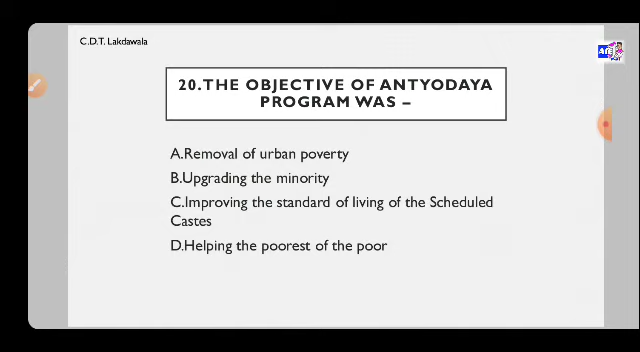 C.D.T. Lakdawala
20.THE OBJECTIVE OF ANTYODAYA
PROGRAM WAS –
A.Removal of urban poverty
B.Upgrading the minority
C.Improving the standard of living of the Scheduled
Castes
D.Helping the poorest of the poor